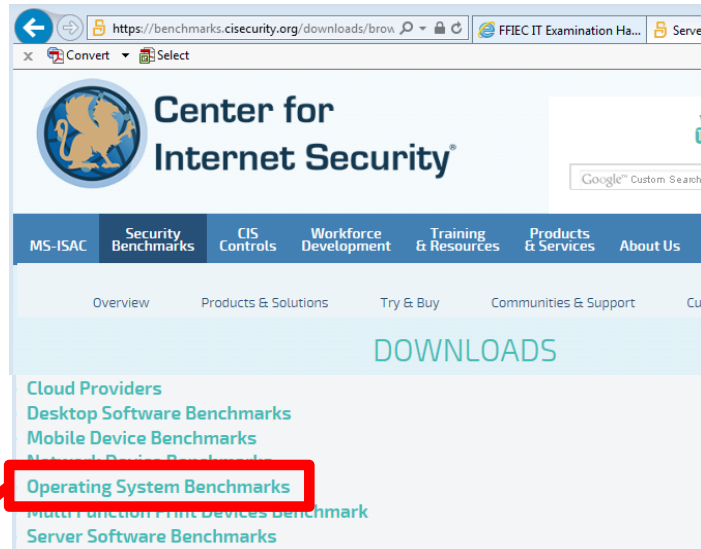 https://benchmarks.cisecurity.org/downloads/brow
FFIEC IT Examination Ha...
Serve
x Convert Select
Center for
Internet Security®
Google™ Custom Search
MS-ISAC Security Benchmarks CIS Controls Workforce Development Training & Resources Products & Services About Us
Overview Products & Solutions Try & Buy Communities & Support Cu
DOWNLOADS
Cloud Providers
Desktop Software Benchmarks
Mobile Device Benchmarks
Network Device Benchmarks
Operating System Benchmarks
Multi Function Print Devices Benchmark
Server Software Benchmarks